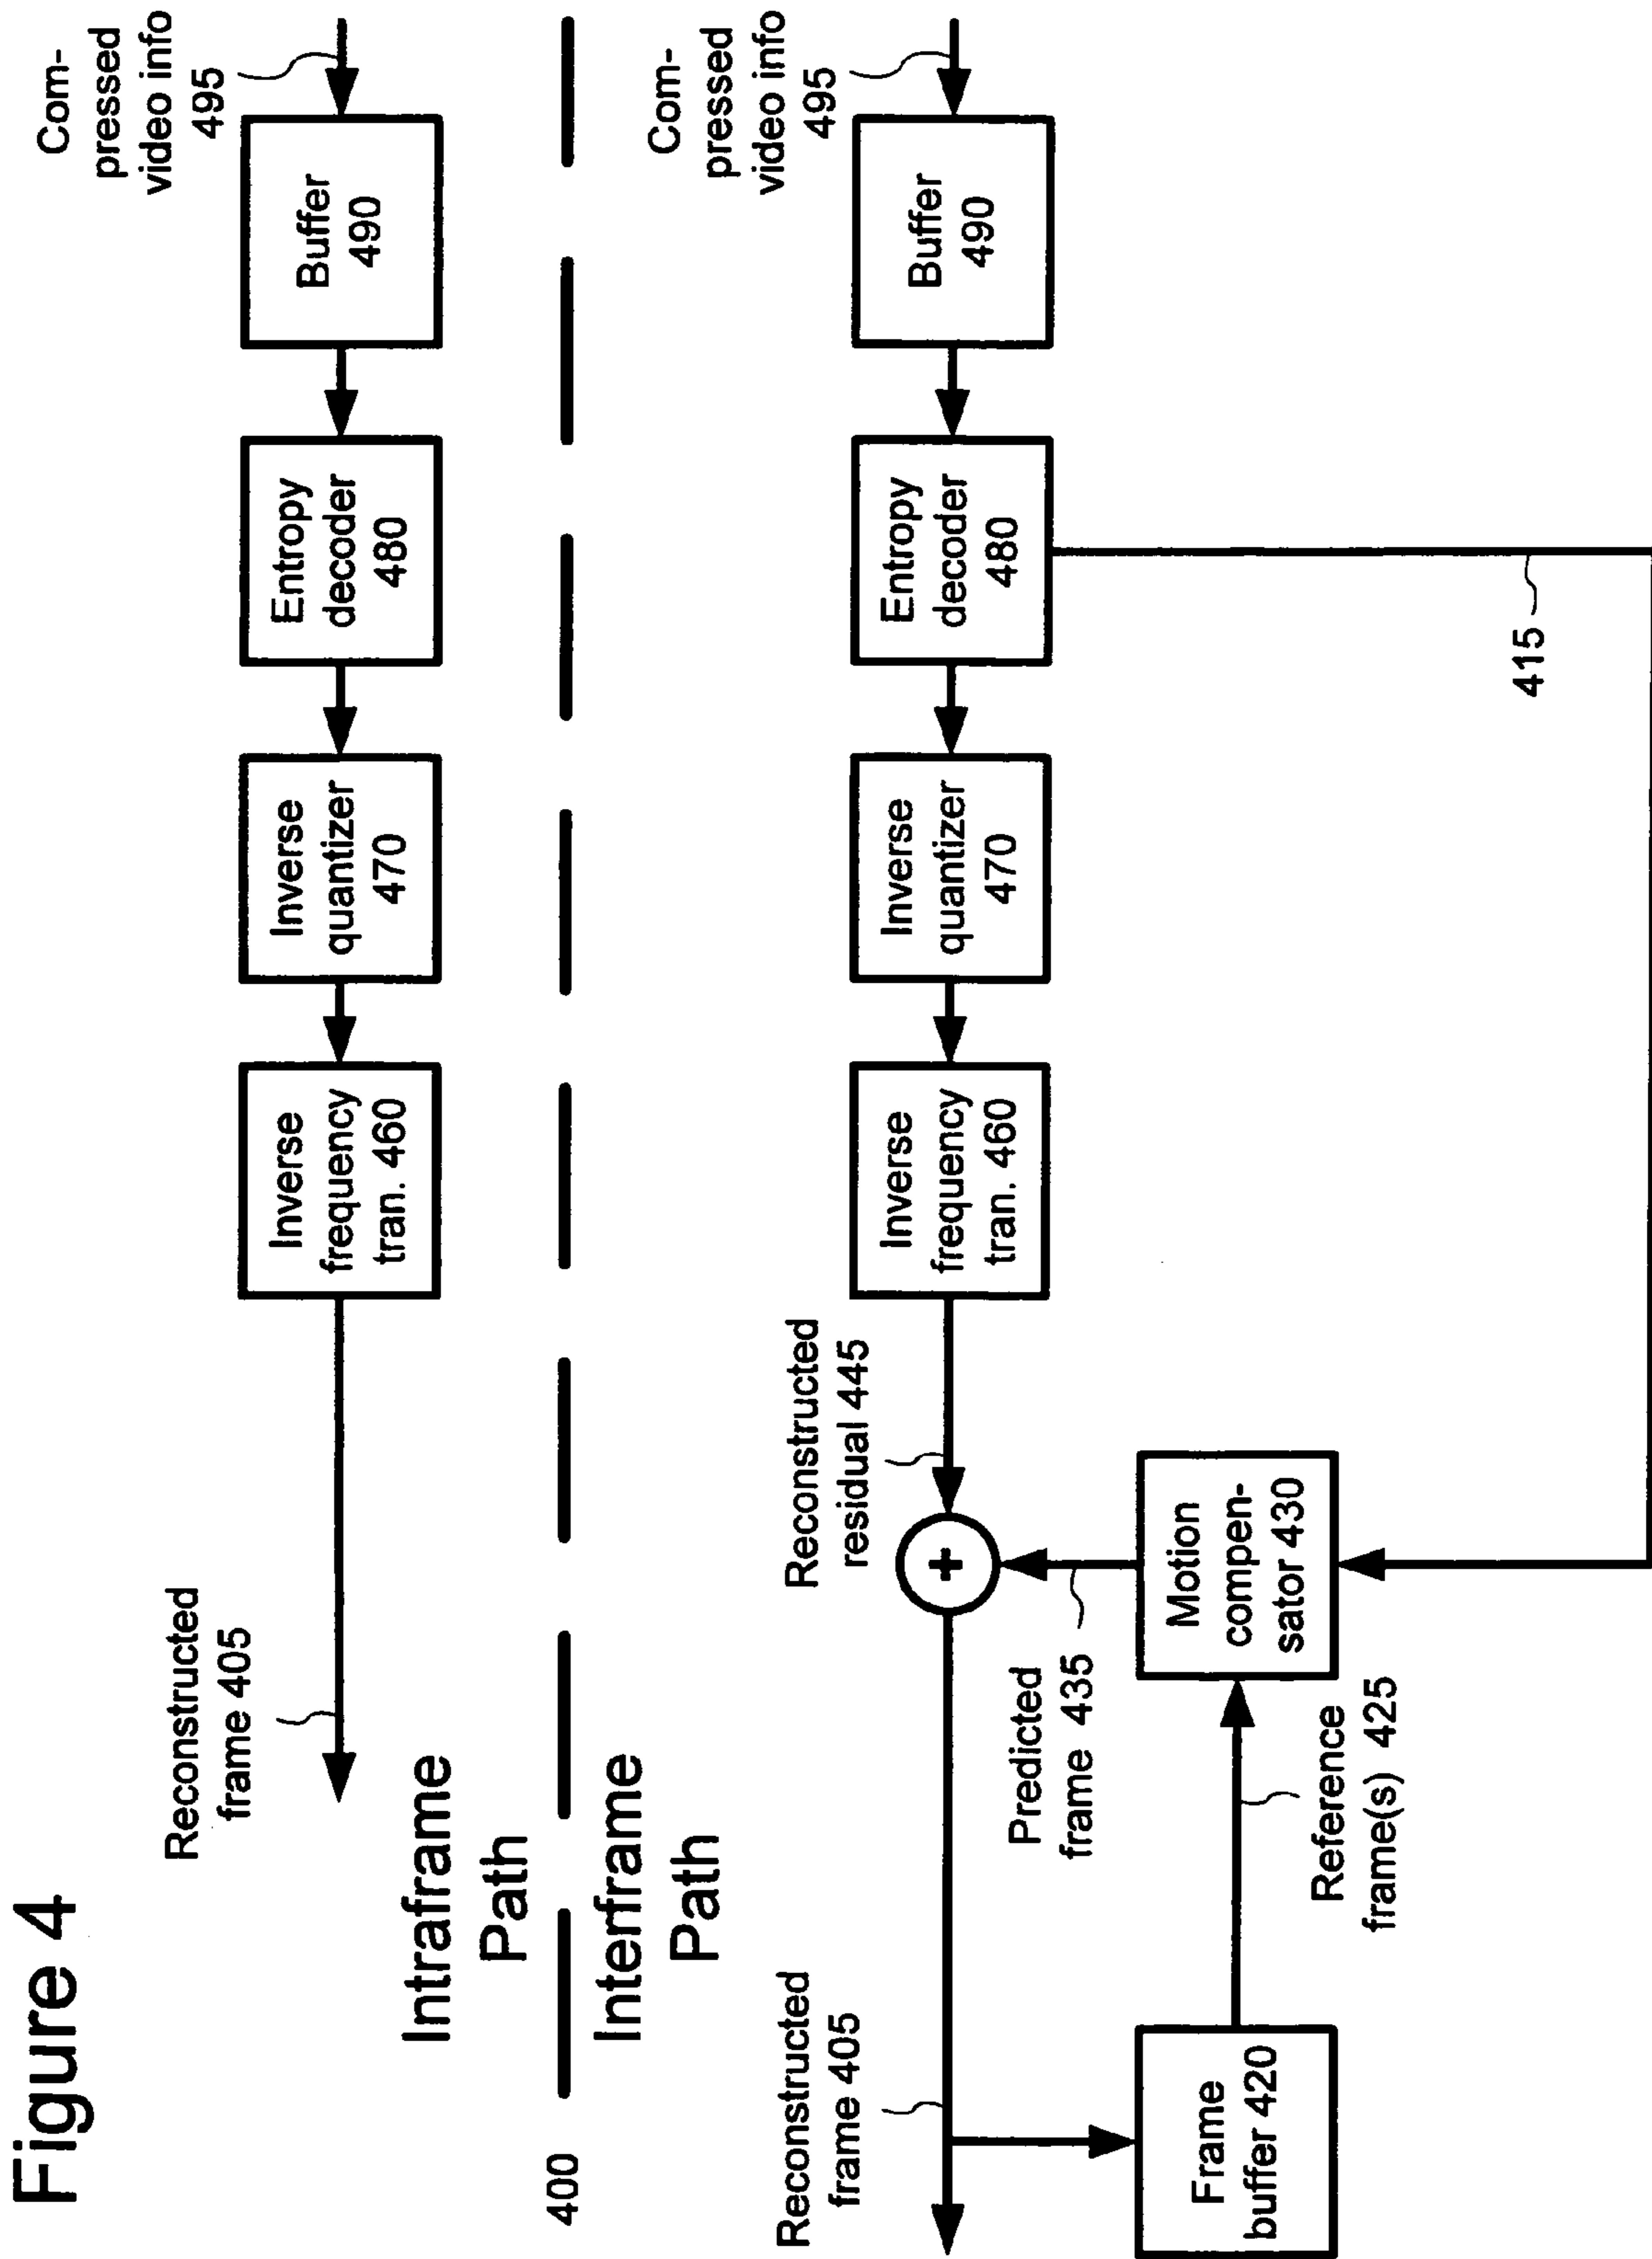 Figure 4
Reconstructed
frame 405
Inverse
frequency
tran. 460
Inverse
quantizer
470
Entropy
decoder
480
Buffer
490
Com-
pressed
video info
495
Intraframe
Path
400
Interframe
Path
Reconstructed
frame 405
Reconstructed
residual 445
+
Inverse
frequency
tran. 460
Inverse
quantizer
470
Entropy
decoder
480
Buffer
490
Com-
pressed
video info
495
Predicted
frame 435
Frame
buffer 420
Reference
frame(s) 425
Motion
compen-
sator 430
415